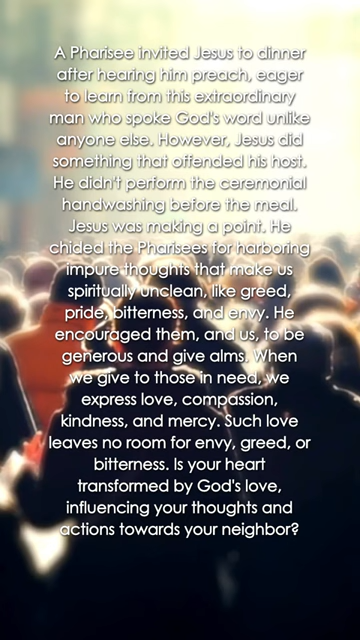 A Pharisee invited Jesus to dinner
after hearing him preach, eager
to learn from this extraordinary
man who spoke God's word unlike
anyone else. However, Jesus did
something that offended his host.
He didn't perform the ceremonial
handwashing before the meal.
Jesus was making a point. He
chided the Pharisees for harboring
impure thoughts that make us
spiritually unclean, like greed,
pride, bitterness, and envy. He
encouraged them, and us, to be
generous and give alms. When
we give to those in need, we
express love, compassion,
kindness, and mercy. Such love
leaves no room for envy, greed, or
bitterness. Is your heart
transformed by God's love,
influencing your thoughts and
actions towards your neighbor?